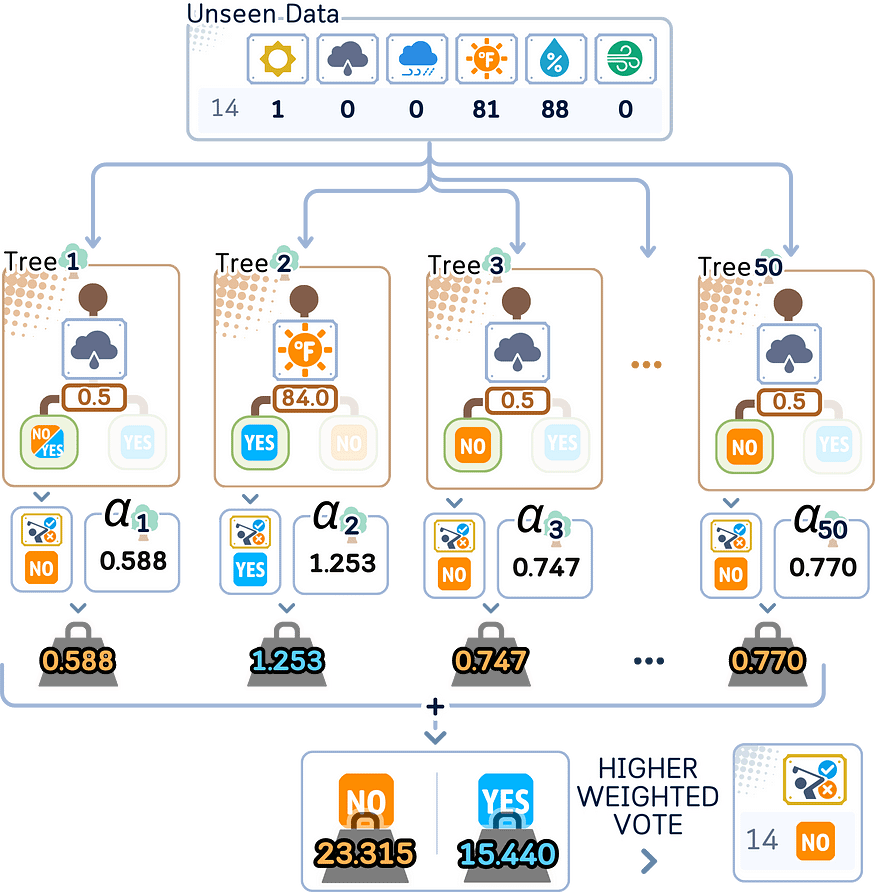 Unseen Data
%
°F
14 1 0 0 81 88 0
Tree 1
Tree 2
Tree 3
Tree 50
°F
0.5
84.0
0.5
...
0.5
NO YES
YES
YES
NO
NO
YES
NO
YES
α1
α2
α3
α50
NO
0.588
YES
1.253
NO
0.747
NO
0.770
0.588
1.253
0.747
...
0.770
+
NO
YES
23.315
15.440
HIGHER
WEIGHTED
VOTE
14 NO